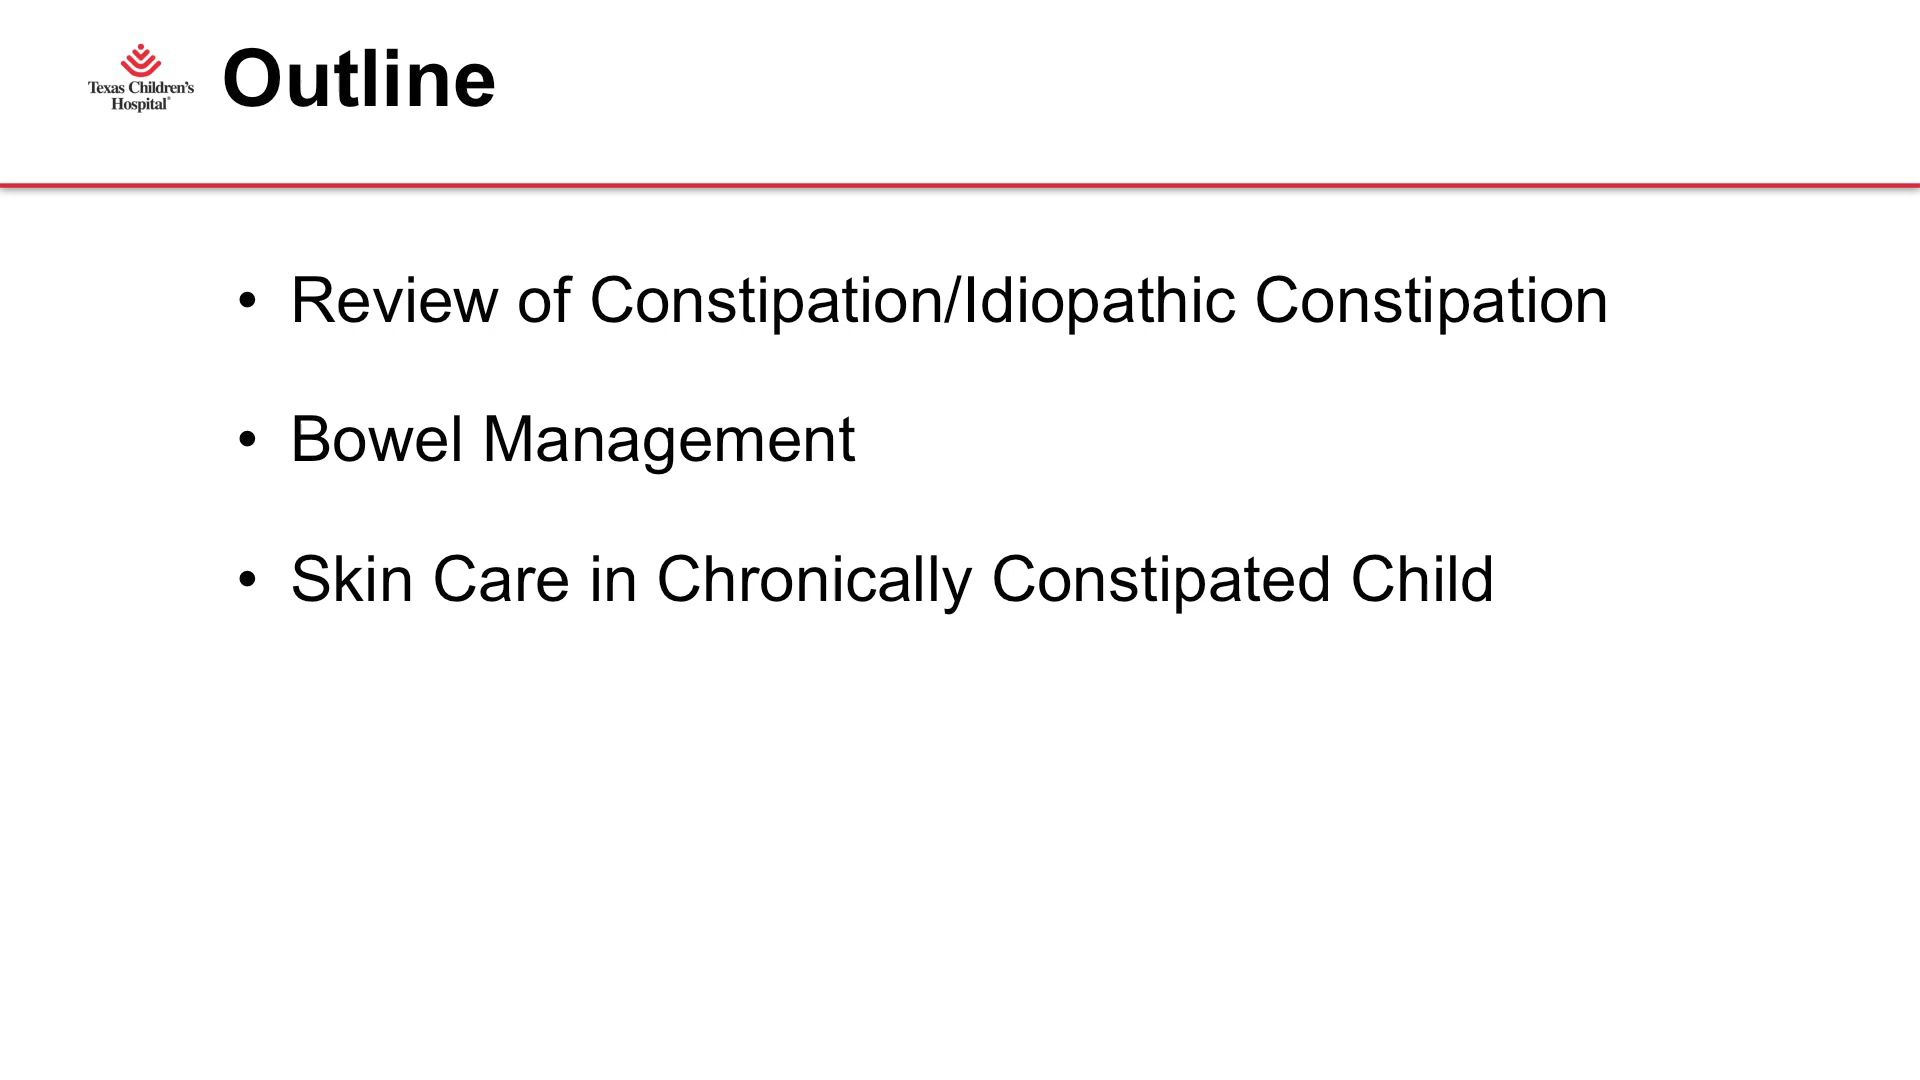 Texas Children's
Hospital®
Outline
• Review of Constipation/Idiopathic Constipation
• Bowel Management
• Skin Care in Chronically Constipated Child